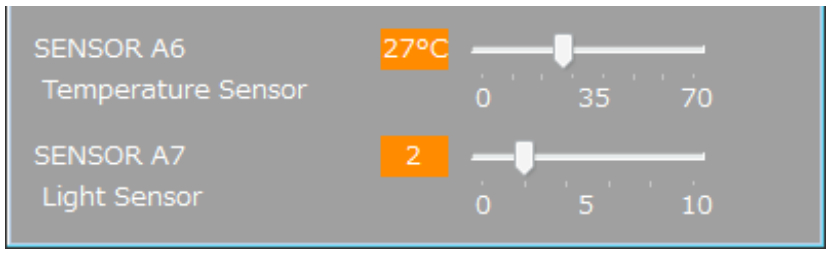 SENSOR A6 27°C
Temperature Sensor 0 35 70
SENSOR A7 2
Light Sensor 0 5 10